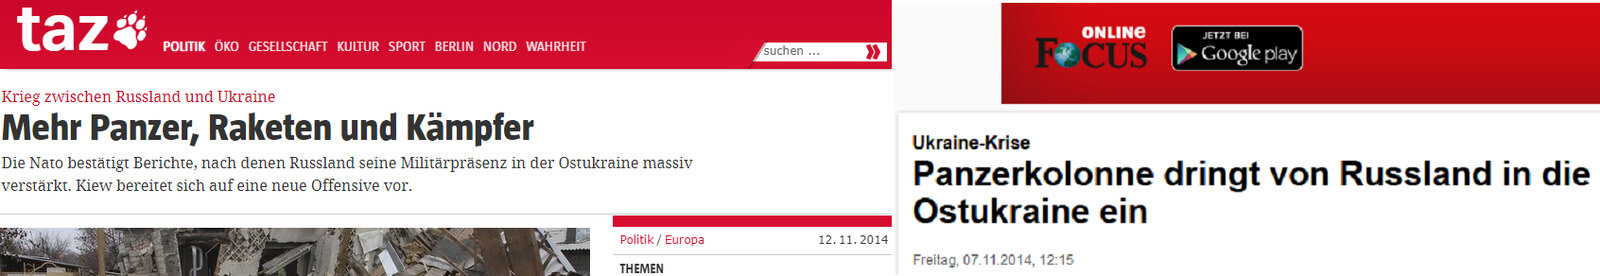 taz
POLITIK ÖKO GESELLSCHAFT KULTUR SPORT BERLIN NORD WAHRHEIT
suchen ...
Krieg zwischen Russland und Ukraine
Mehr Panzer, Raketen und Kämpfer
Die Nato bestätigt Berichte, nach denen Russland seine Militärpräsenz in der Ostukraine massiv
verstärkt. Kiew bereitet sich auf eine neue Offensive vor.
Politik / Europa 12. 11. 2014
THEMEN
ONLINE
FOCUS
JETZT BEI
Google play
Ukraine-Krise
Panzerkolonne dringt von Russland in die
Ostukraine ein
Freitag, 07.11.2014, 12:15